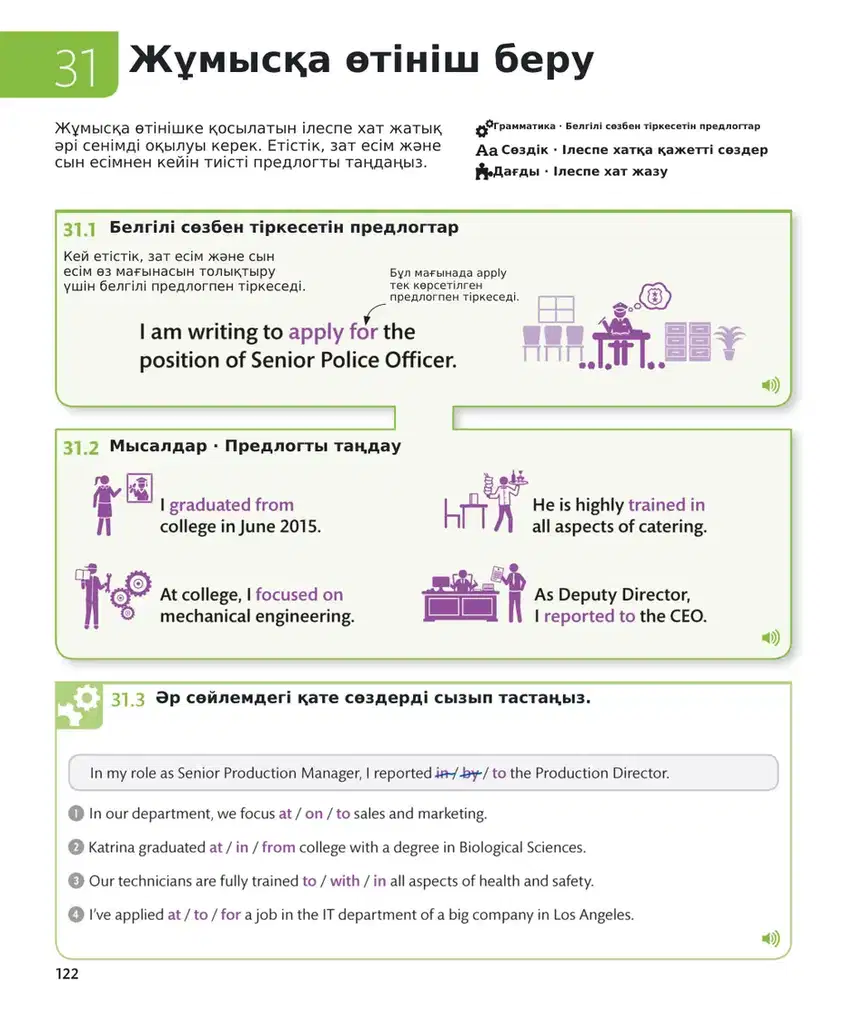 31 Жұмысқа өтініш беру
Жұмысқа өтінішке қосылатын ілеспе хат жатық
әрі сенімді оқылуы керек. Етістік, зат есім және
сын есімнен кейін тиісті предлогты таңдаңыз.
Грамматика · Белгілі сөзбен тіркесетін предлогтар
Aa Сөздік · Ілеспе хатқа қажетті сөздер
Дағды · Ілеспе хат жазу
31.1 Белгілі сөзбен тіркесетін предлогтар
Кей етістік, зат есім және сын
есім өз мағынасын толықтыру
үшін белгілі предлогпен тіркеседі.
Бұл мағынада apply
тек көрсетілген
предлогпен тіркеседі.
I am writing to apply for the
position of Senior Police Officer.
31.2 Мысалдар · Предлогты таңдау
I graduated from
college in June 2015.
He is highly trained in
all aspects of catering.
At college, I focused on
mechanical engineering.
As Deputy Director,
I reported to the CEO.
31.3 Әр сөйлемдегі қате сөздерді сызып тастаңыз.
In my role as Senior Production Manager, I reported in / by / to the Production Director.
1 In our department, we focus at / on / to sales and marketing.
2 Katrina graduated at / in / from college with a degree in Biological Sciences.
3 Our technicians are fully trained to / with / in all aspects of health and safety.
4 I’ve applied at / to / for a job in the IT department of a big company in Los Angeles.
122